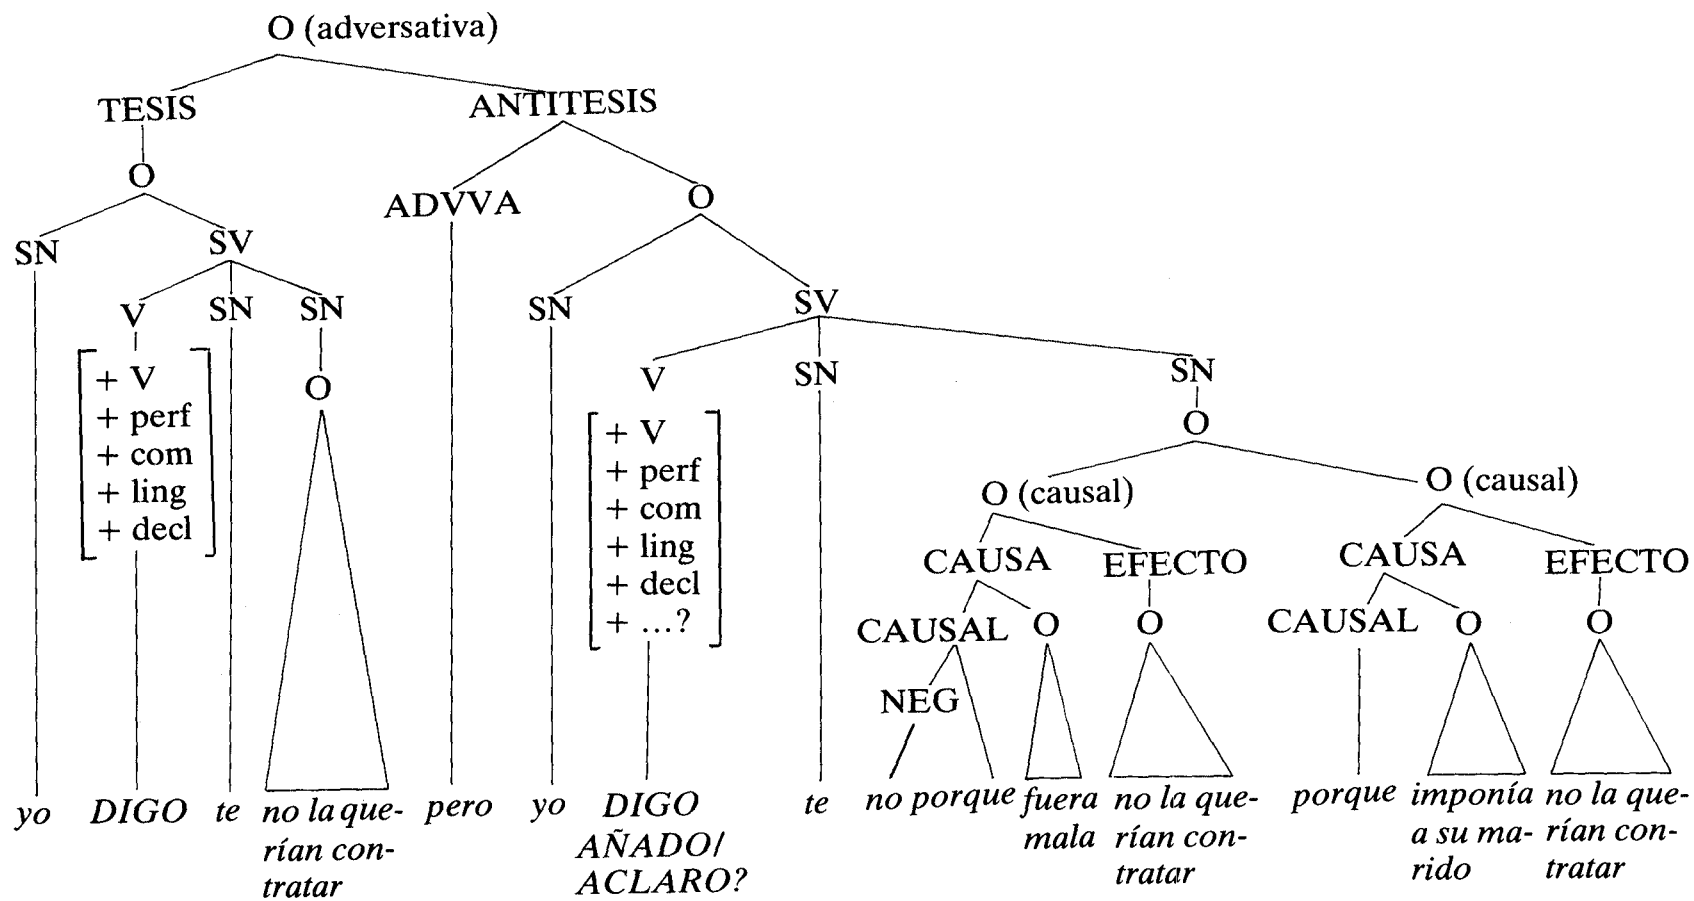 O (adversativa)
TESIS ANTITESIS
O
ADVVA O
SN SV
V SN SN SN SV
+ V
+ perf
+ com
+ ling
+ decl
O
V SN SN
+ V
+ perf
+ com
+ ling
+ decl
+ ...?
O
O (causal) O (causal)
CAUSA EFECTO CAUSA EFECTO
CAUSAL O O CAUSAL O O
NEG
yo DIGO te no la que- pero yo DIGO te no porque fuera no la que- porque imponía no la que-
rían con- AÑADO/ mala rían con- a su ma- rían con-
tratar ACLARO? tratar rido tratar